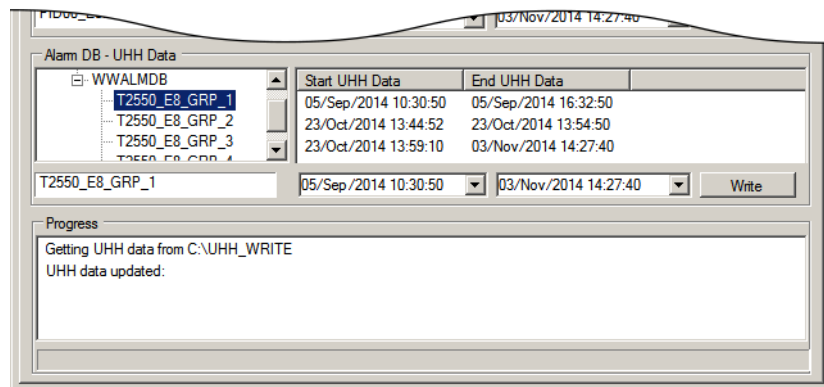 03/Nov/2014 14:27:40
Alarm DB - UHH Data
WWALMDB
T2550_E8_GRP_1
T2550_E8_GRP_2
T2550_E8_GRP_3
T2550_E8_GRP_4
Start UHH Data End UHH Data
05/Sep/2014 10:30:50 05/Sep/2014 16:32:50
23/Oct/2014 13:44:52 23/Oct/2014 13:54:50
23/Oct/2014 13:59:10 03/Nov/2014 14:27:40
T2550_E8_GRP_1 05/Sep/2014 10:30:50 03/Nov/2014 14:27:40 Write
Progress
Getting UHH data from C:\UHH_WRITE
UHH data updated: